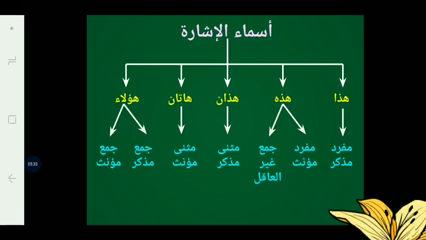 أسماء الإشارة
هذا هذه هذان هاتان هؤلاء
مفرد مفرد جمع مثنى مثنى جمع جمع
مذكر مؤنث غير مذكر مؤنث مذكر مؤنث
العاقل